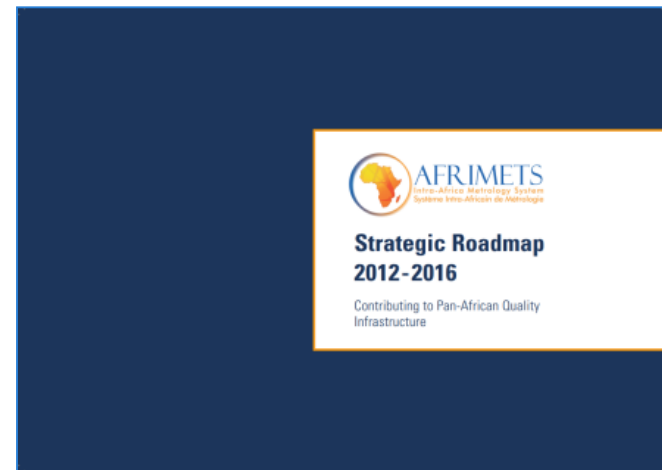 AFRIMETS
Intra-Africa Metrology System
Système Intra-Africain de Métrologie
Strategic Roadmap
2012-2016
Contributing to Pan-African Quality
Infrastructure